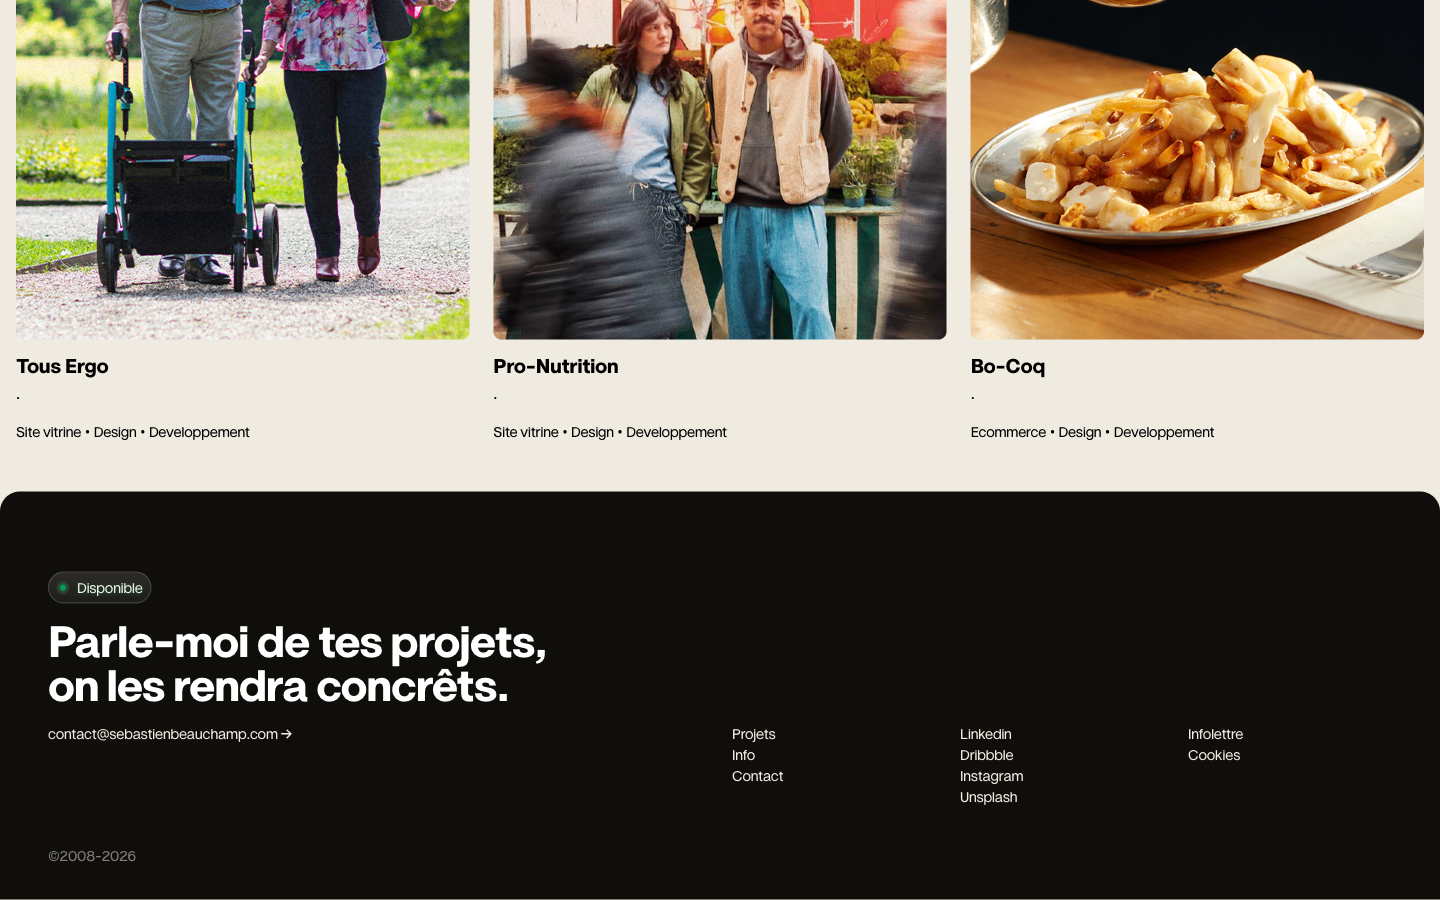 Tous Ergo
.
Site vitrine • Design • Developpement
Pro-Nutrition
.
Site vitrine • Design • Developpement
Bo-Coq
.
Ecommerce • Design • Developpement
Disponible
Parle-moi de tes projets,
on les rendra concrêts.
contact@sebastienbeauchamp.com →
Projets
Info
Contact
Linkedin
Dribbble
Instagram
Unsplash
Infolettre
Cookies
©2008-2026